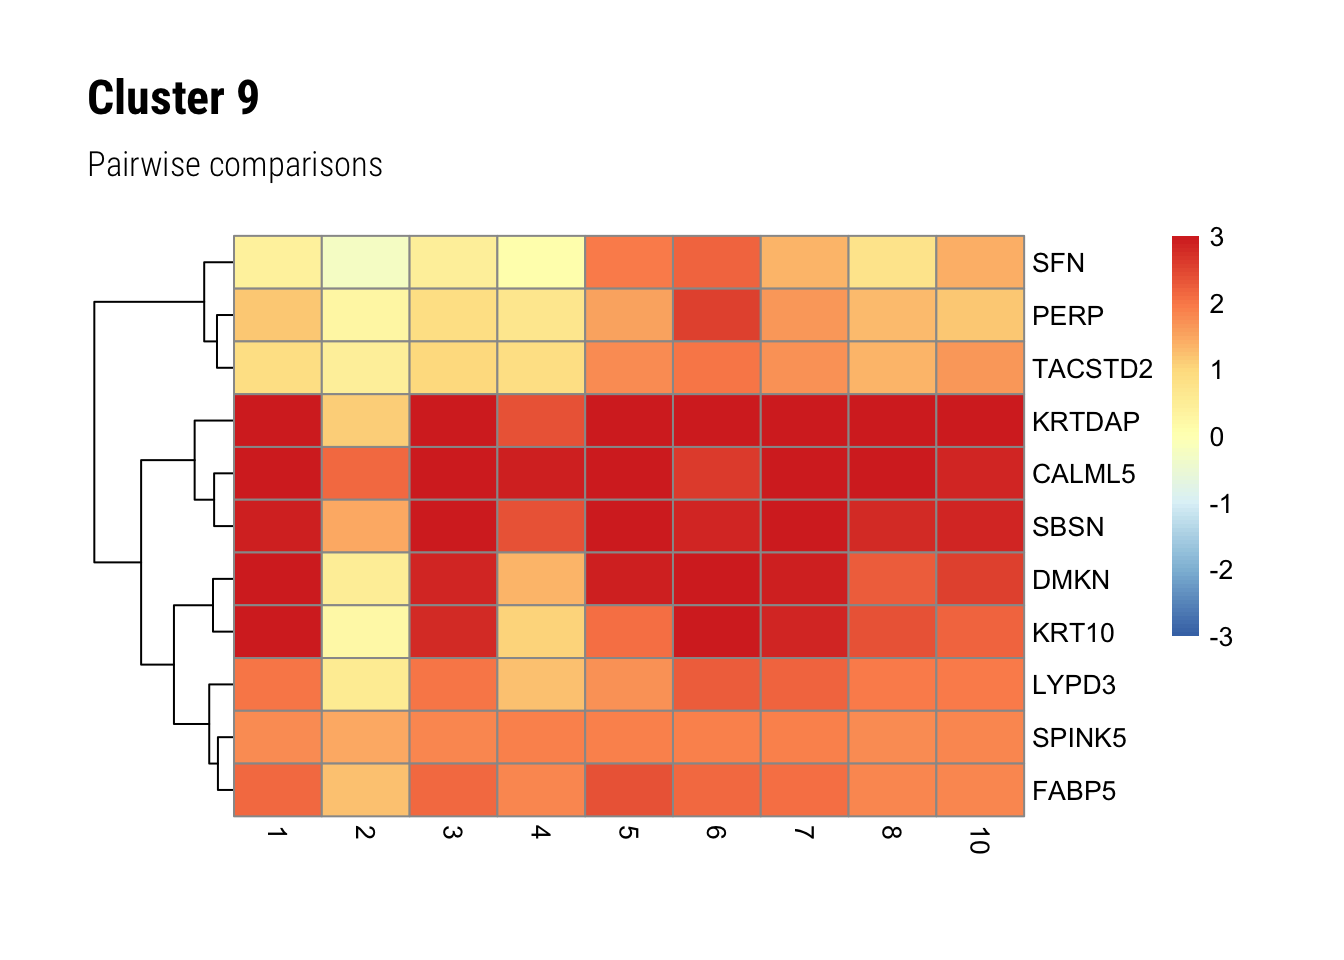 Cluster 9
Pairwise comparisons
SFN
PERP
TACSTD2
KRTDAP
CALML5
SBSN
DMKN
KRT10
LYPD3
SPINK5
FABP5
3
2
1
0
-1
-2
-3
1 2 3 4 5 6 7 8 10